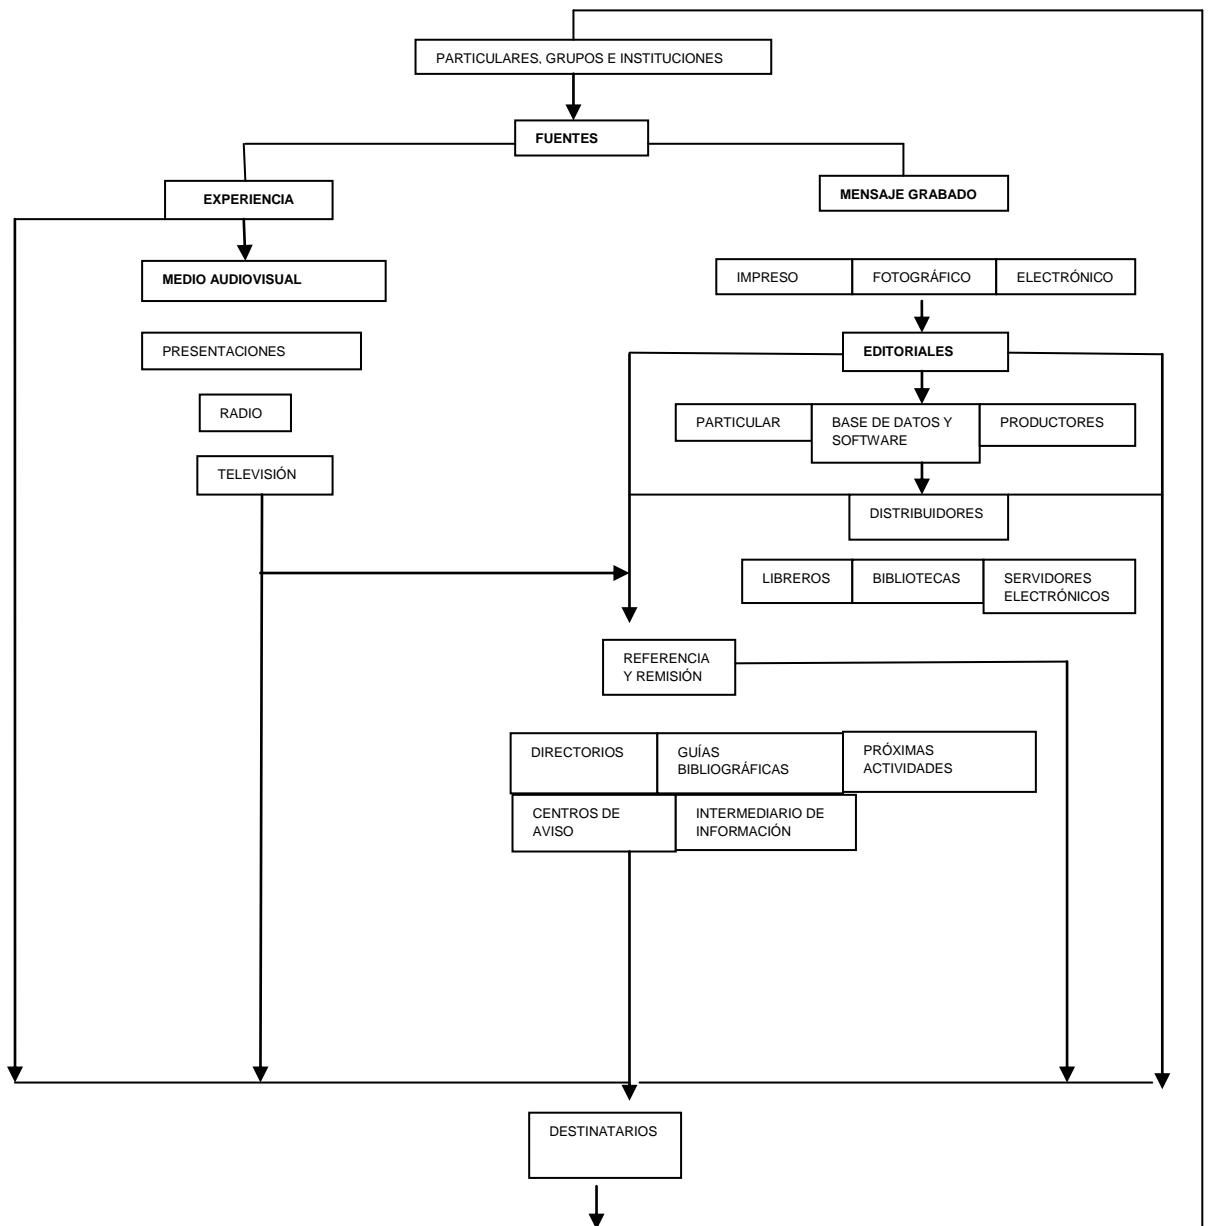 PARTICULARES, GRUPOS E INSTITUCIONES
FUENTES
EXPERIENCIA
MENSAJE GRABADO
MEDIO AUDIOVISUAL
IMPRESO
FOTOGRÁFICO
ELECTRÓNICO
PRESENTACIONES
EDITORIALES
RADIO
PARTICULAR
BASE DE DATOS Y
SOFTWARE
PRODUCTORES
TELEVISIÓN
DISTRIBUIDORES
LIBREROS
BIBLIOTECAS
SERVIDORES
ELECTRÓNICOS
REFERENCIA
Y REMISIÓN
DIRECTORIOS
GUÍAS
BIBLIOGRÁFICAS
PRÓXIMAS
ACTIVIDADES
CENTROS DE
AVISO
INTERMEDIARIO DE
INFORMACIÓN
DESTINATARIOS